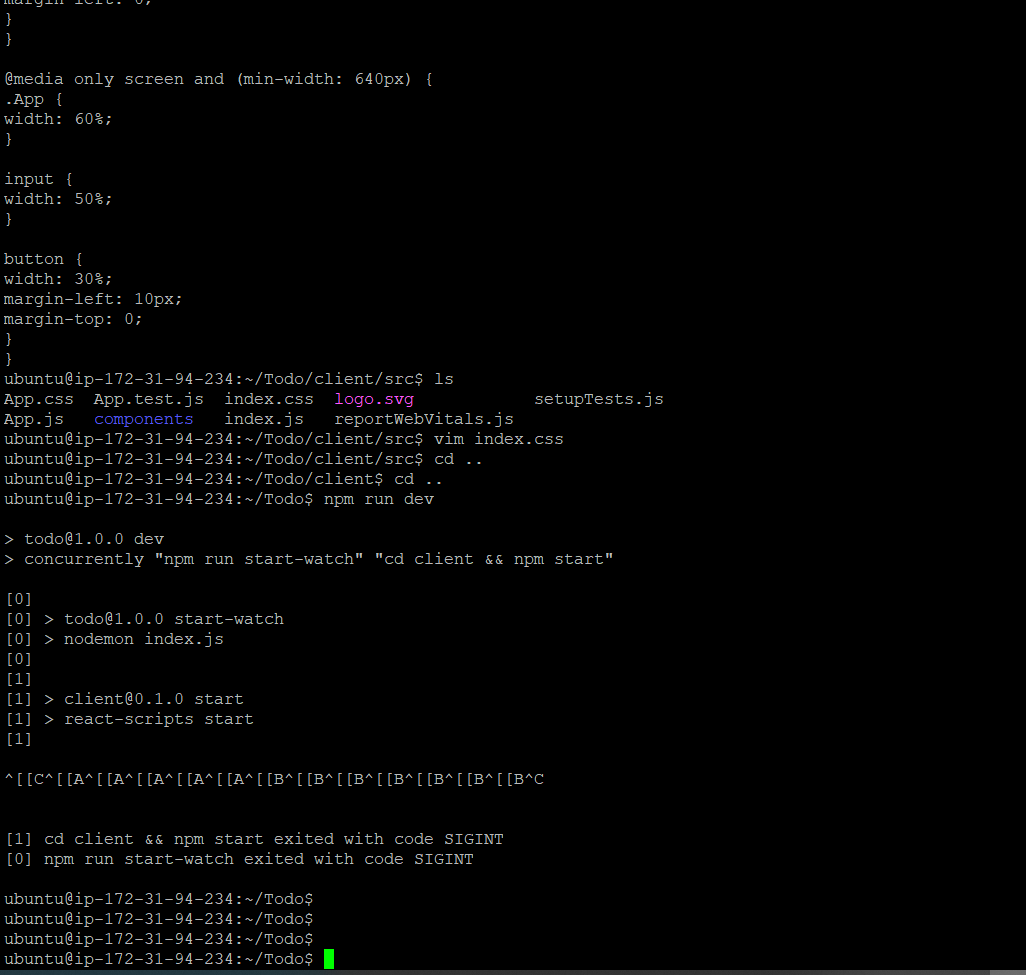 margin-left: 0;
}
}
@media only screen and (min-width: 640px) {
.App {
width: 60%;
}
input {
width: 50%;
}
button {
width: 30%;
margin-left: 10px;
margin-top: 0;
}
}
ubuntu@ip-172-31-94-234:~/Todo/client/src$ ls
App.css  App.test.js  index.css  logo.svg            setupTests.js
App.js   components   index.js   reportWebVitals.js
ubuntu@ip-172-31-94-234:~/Todo/client/src$ vim index.css
ubuntu@ip-172-31-94-234:~/Todo/client/src$ cd ..
ubuntu@ip-172-31-94-234:~/Todo/client$ cd ..
ubuntu@ip-172-31-94-234:~/Todo$ npm run dev
> todo@1.0.0 dev
> concurrently "npm run start-watch" "cd client && npm start"
[0]
[0] > todo@1.0.0 start-watch
[0] > nodemon index.js
[0]
[1]
[1] > client@0.1.0 start
[1] > react-scripts start
[1]
^[[C^[[A^[[A^[[A^[[A^[[A^[[B^[[B^[[B^[[B^[[B^[[B^[[B^C
[1] cd client && npm start exited with code SIGINT
[0] npm run start-watch exited with code SIGINT
ubuntu@ip-172-31-94-234:~/Todo$
ubuntu@ip-172-31-94-234:~/Todo$
ubuntu@ip-172-31-94-234:~/Todo$
ubuntu@ip-172-31-94-234:~/Todo$